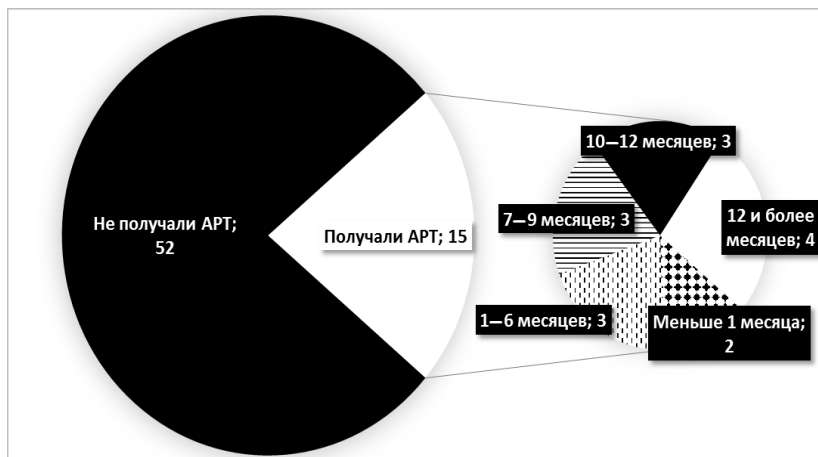 Не получали АРТ;
52
Получали АРТ; 15
10—12 месяцев; 3
7—9 месяцев; 3
12 и более
месяцев; 4
1—6 месяцев; 3
Меньше 1 месяца;
2